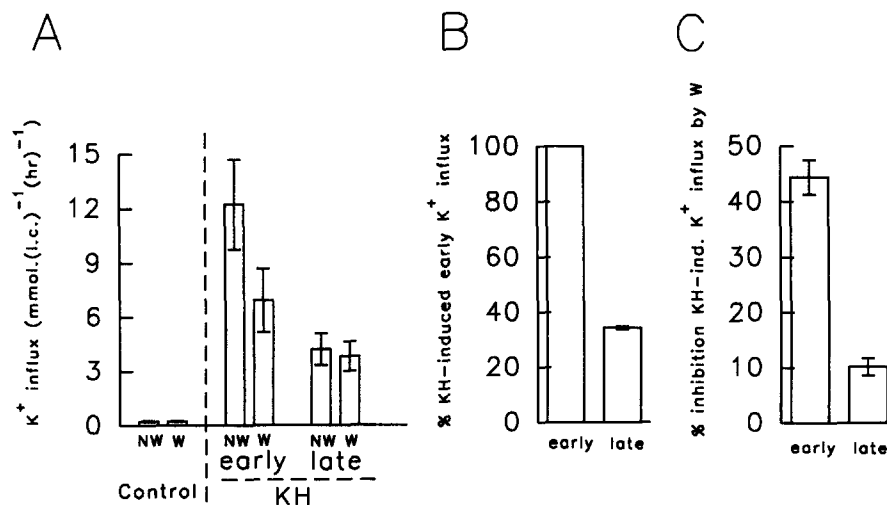 A
K⁺ influx (mmol.(l.c.)⁻¹(hr)⁻¹
15
12
9
6
3
0
NW W
NW W
NW W
early late
Control
KH
B
% KH-induced early K⁺ influx
100
80
60
40
20
0
early late
C
% inhibition KH-ind. K⁺ influx by W
50
40
30
20
10
0
early late